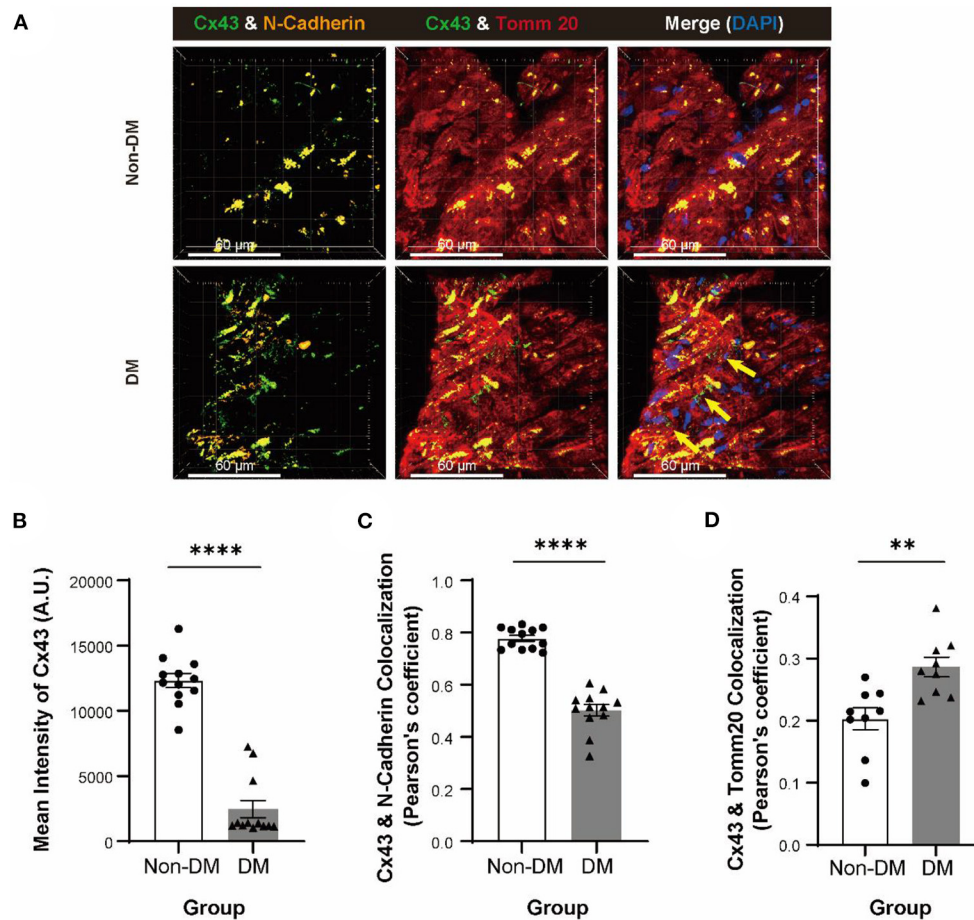 A
Cx43 & N-Cadherin
Cx43 & Tomm 20
Merge (DAPI)
Non-DM
60 µm
60 µm
60 µm
DM
60 µm
60 µm
60 µm
B
****
Mean Intensity of Cx43 (A.U.)
20000
15000
10000
5000
0
Non-DM
DM
Group
C
****
Cx43 & N-Cadherin Colocalization
(Pearson's coefficient)
1.0
0.8
0.6
0.4
0.2
0.0
Non-DM
DM
Group
D
**
Cx43 & Tomm20 Colocalization
(Pearson's coefficient)
0.4
0.3
0.2
0.1
0.0
Non-DM
DM
Group